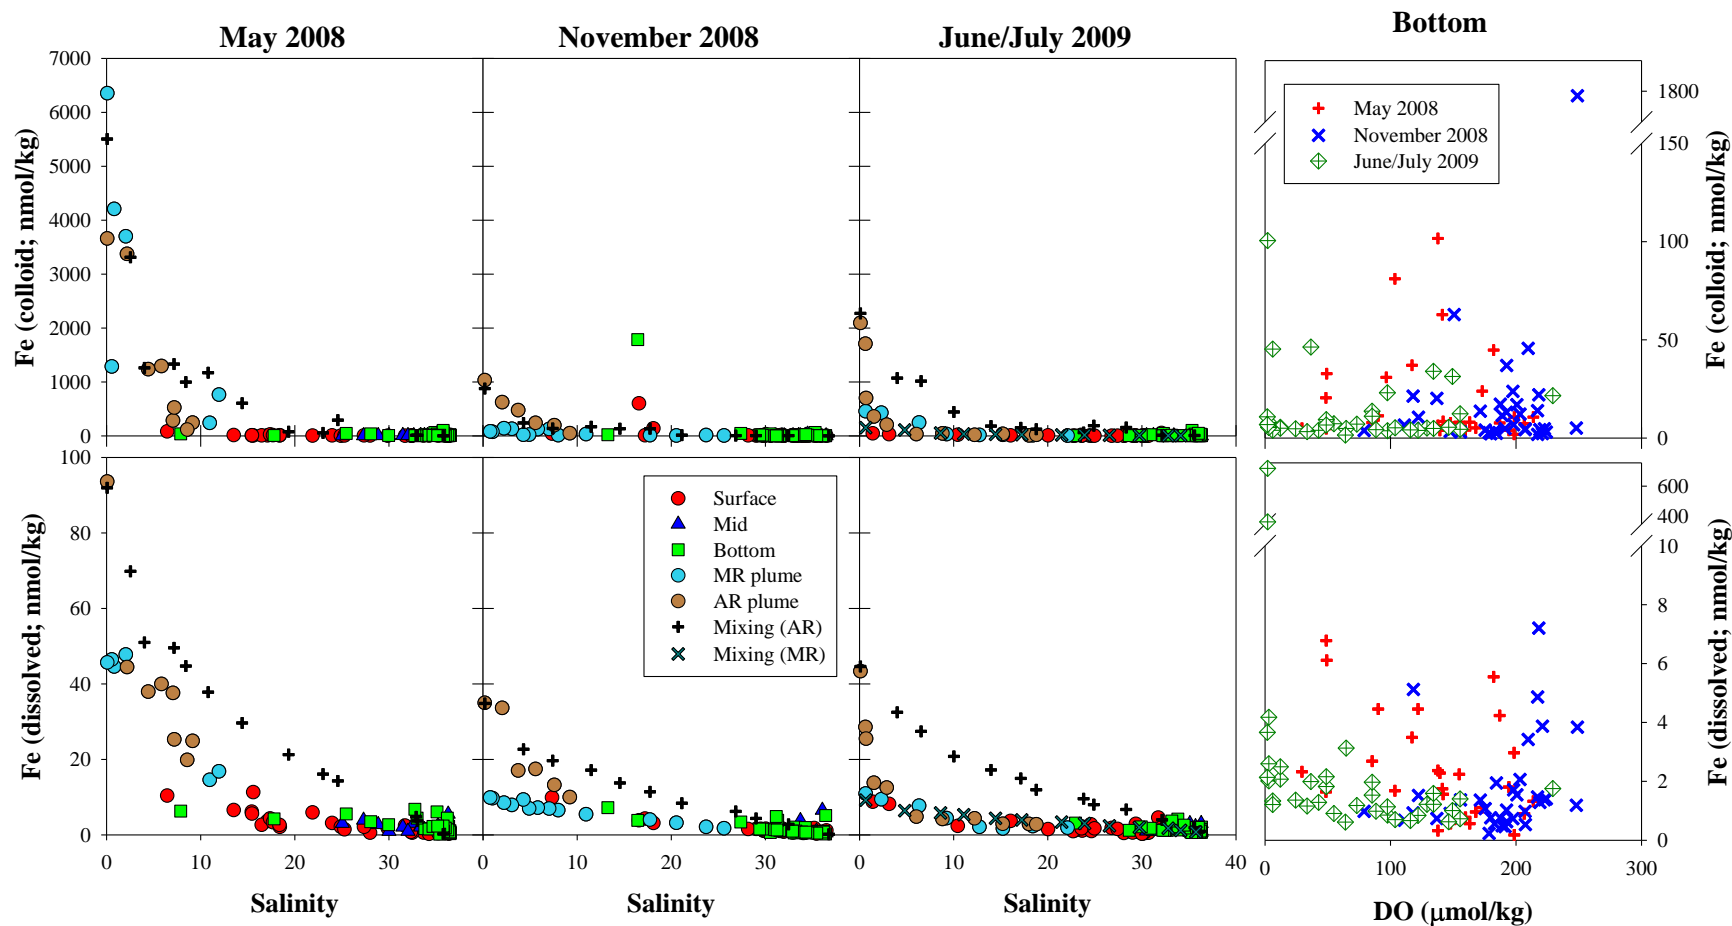 May 2008
November 2008
June/July 2009
Bottom
Fe (colloid; nmol/kg)
7000
6000
5000
4000
3000
2000
1000
0
1800
150
100
50
0
Fe (colloid; nmol/kg)
May 2008
November 2008
June/July 2009
Fe (dissolved; nmol/kg)
100
80
60
40
20
0
Surface
Mid
Bottom
MR plume
AR plume
Mixing (AR)
Mixing (MR)
600
400
10
8
6
4
2
0
Fe (dissolved; nmol/kg)
0 10 20 30
0 10 20 30
0 10 20 30 40
0 100 200 300
Salinity
Salinity
Salinity
DO (μmol/kg)